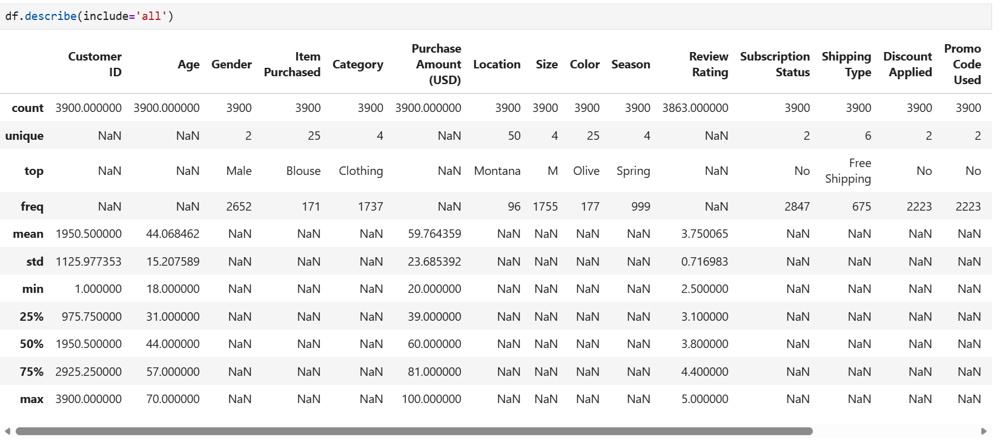 df.describe(include='all')
Customer ID Age Gender Item Purchased Category Purchase Amount (USD) Location Size Color Season Review Rating Subscription Status Shipping Type Discount Applied Promo Code Used
count 3900.000000 3900.000000 3900 3900 3900 3900.000000 3900 3900 3900 3900 3863.000000 3900 3900 3900 3900
unique NaN NaN 2 25 4 NaN 50 4 25 4 NaN 2 6 2 2
top NaN NaN Male Blouse Clothing NaN Montana M Olive Spring NaN No Free Shipping No No
freq NaN NaN 2652 171 1737 NaN 96 1755 177 999 NaN 2847 675 2223 2223
mean 1950.500000 44.068462 NaN NaN NaN 59.764359 NaN NaN NaN NaN 3.750065 NaN NaN NaN NaN
std 1125.977353 15.207589 NaN NaN NaN 23.685392 NaN NaN NaN NaN 0.716983 NaN NaN NaN NaN
min 1.000000 18.000000 NaN NaN NaN 20.000000 NaN NaN NaN NaN 2.500000 NaN NaN NaN NaN
25% 975.750000 31.000000 NaN NaN NaN 39.000000 NaN NaN NaN NaN 3.100000 NaN NaN NaN NaN
50% 1950.500000 44.000000 NaN NaN NaN 60.000000 NaN NaN NaN NaN 3.800000 NaN NaN NaN NaN
75% 2925.250000 57.000000 NaN NaN NaN 81.000000 NaN NaN NaN NaN 4.400000 NaN NaN NaN NaN
max 3900.000000 70.000000 NaN NaN NaN 100.000000 NaN NaN NaN NaN 5.000000 NaN NaN NaN NaN